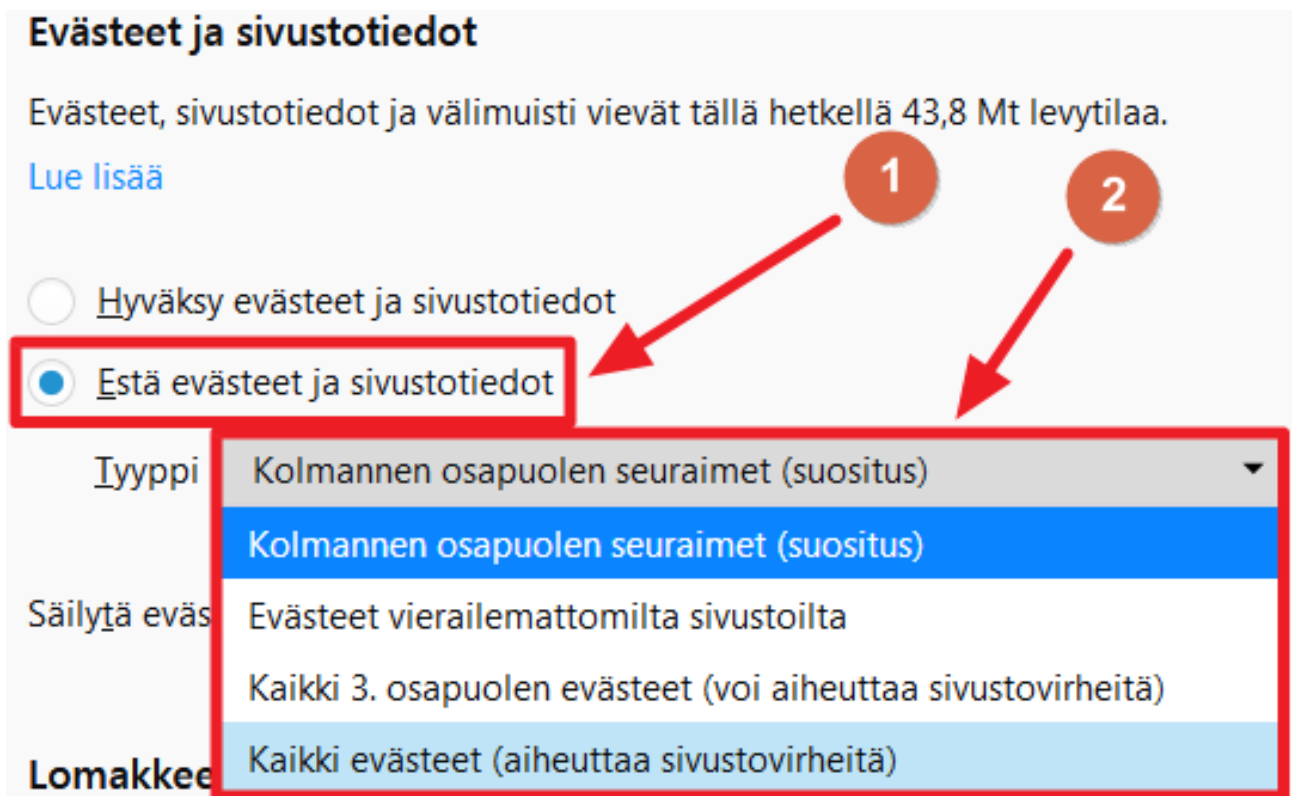 Evästeet ja sivustotiedot
Evästeet, sivustotiedot ja välimuisti vievät tällä hetkellä 43,8 Mt levytilaa.
Lue lisää
1
2
Hyväksy evästeet ja sivustotiedot
Estä evästeet ja sivustotiedot
Tyyppi Kolmannen osapuolen seuraimet (suositus)
Kolmannen osapuolen seuraimet (suositus)
Säilytä eväs Evästeet vierailemattomilta sivustoilta
Kaikki 3. osapuolen evästeet (voi aiheuttaa sivustovirheitä)
Kaikki evästeet (aiheuttaa sivustovirheitä)
Lomakkee